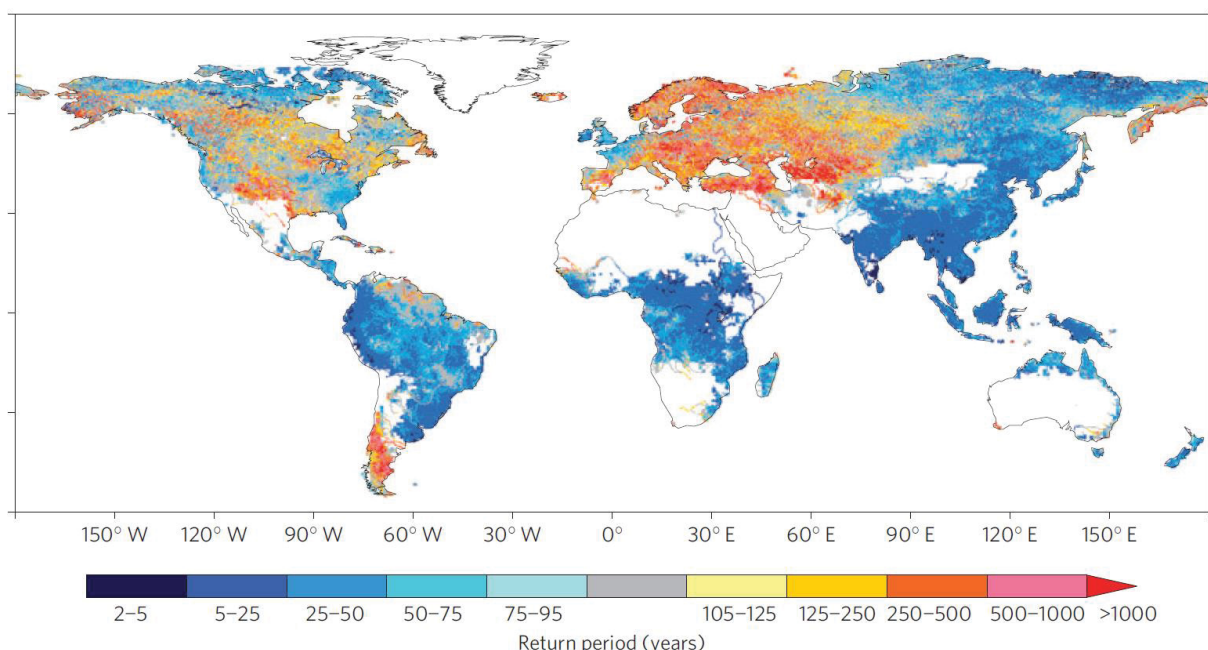 150° W 120° W 90° W 60° W 30° W 0° 30° E 60° E 90° E 120° E 150° E
2–5 5–25 25–50 50–75 75–95 105–125 125–250 250–500 500–1000 >1000
Return period (years)